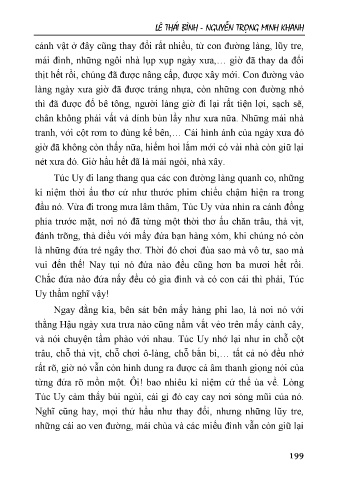 LÊ THÁI BÌNH - NGUYỄN TRỌNG MINH KHANH
cảnh vật ở đây cũng thay đổi rất nhiều, từ con đường làng, lũy tre,
mái đình, những ngôi nhà lụp xụp ngày xưa,… giờ đã thay da đổi
thịt hết rồi, chúng đã được nâng cấp, được xây mới. Con đường vào
làng ngày xưa giờ đã được tráng nhựa, còn những con đường nhỏ
thì đã được đổ bê tông, người làng giờ đi lại rất tiện lợi, sạch sẽ,
chân không phải vất và dính bùn lầy như xưa nữa. Những mái nhà
tranh, với cột rơm to đùng kế bên,… Cái hình ảnh của ngày xưa đó
giờ đã không còn thấy nữa, hiếm hoi lắm mới có vài nhà còn giữ lại
nét xưa đó. Giờ hầu hết đã là mái ngói, nhà xây.
Túc Uy đi lang thang qua các con đường làng quanh co, những
kỉ niệm thời ấu thơ cứ như thước phim chiếu chậm hiện ra trong
đầu nó. Vừa đi trong mưa lâm thâm, Túc Uy vừa nhìn ra cánh đồng
phía trước mặt, nơi nó đã từng một thời thơ ấu chăn trâu, thả vịt,
đánh trõng, thả diều với mấy đứa bạn hàng xóm, khi chúng nó còn
là những đứa trẻ ngây thơ. Thời đó chơi đùa sao mà vô tư, sao mà
vui đến thế! Nay tụi nó đứa nào đều cũng hơn ba mươi hết rồi.
Chắc đứa nào đứa nấy đều có gia đình và có con cái thì phải, Túc
Uy thầm nghĩ vậy!
Ngay đằng kia, bên sát bên mấy hàng phi lao, là nơi nó với
thằng Hậu ngày xưa trưa nào cũng nằm vắt vẻo trên mấy cành cây,
và nói chuyện tầm phào với nhau. Túc Uy nhớ lại như in chỗ cột
trâu, chỗ thả vịt, chỗ chơi ô-làng, chỗ bắn bi,… tất cả nó đều nhớ
rất rõ, giờ nó vẫn còn hình dung ra được cả âm thanh giọng nói của
từng đứa rõ mồn một. Ôi! bao nhiêu kỉ niệm cứ thế ùa về. Lòng
Túc Uy cảm thấy bùi ngùi, cái gì đó cay cay nơi sóng mũi của nó.
Nghĩ cũng hay, mọi thứ hầu như thay đổi, nhưng những lũy tre,
những cái ao ven đường, mái chùa và các miếu đình vẫn còn giữ lại
199